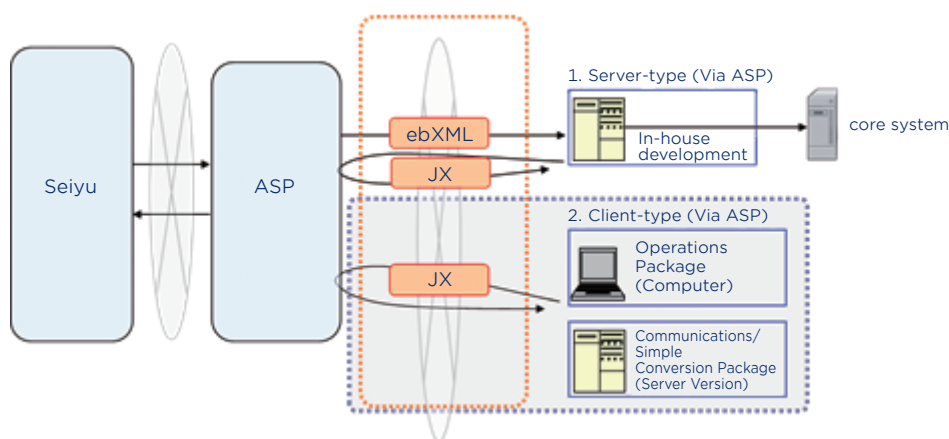 Seiyu
ASP
ebXML
JX
1. Server-type (Via ASP)
In-house
development
core system
JX
2. Client-type (Via ASP)
Operations
Package
(Computer)
Communications/
Simple
Conversion Package
(Server Version)